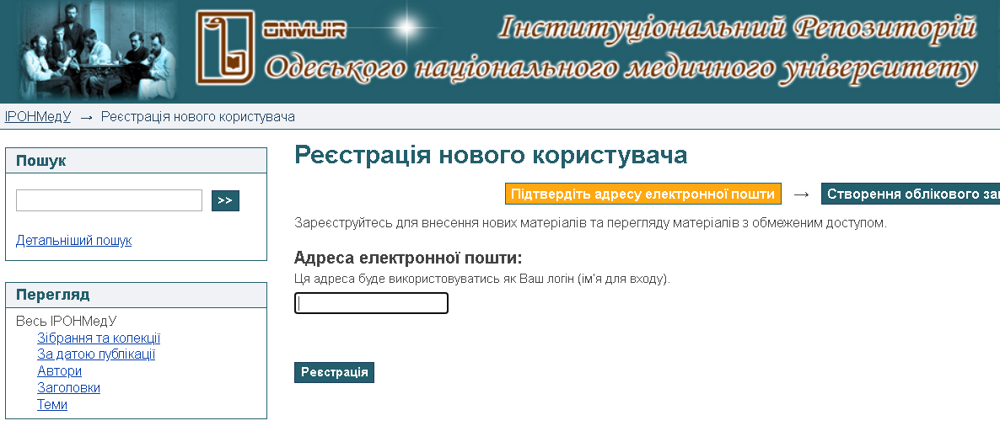 ONMUIR
Інституціональний Репозиторій
Одеського національного медичного університету
ІРОНМедУ → Реєстрація нового користувача
Пошук
>>
Детальніший пошук
Перегляд
Весь ІРОНМедУ
Зібрання та колекції
За датою публікації
Автори
Заголовки
Теми
Реєстрація нового користувача
Підтвердіть адресу електронної пошти → Створення облікового
Зареєструйтесь для внесення нових матеріалів та перегляду матеріалів з обмеженим доступом.
Адреса електронної пошти:
Ця адреса буде використовуватись як Ваш логін (ім'я для входу).
Реєстрація